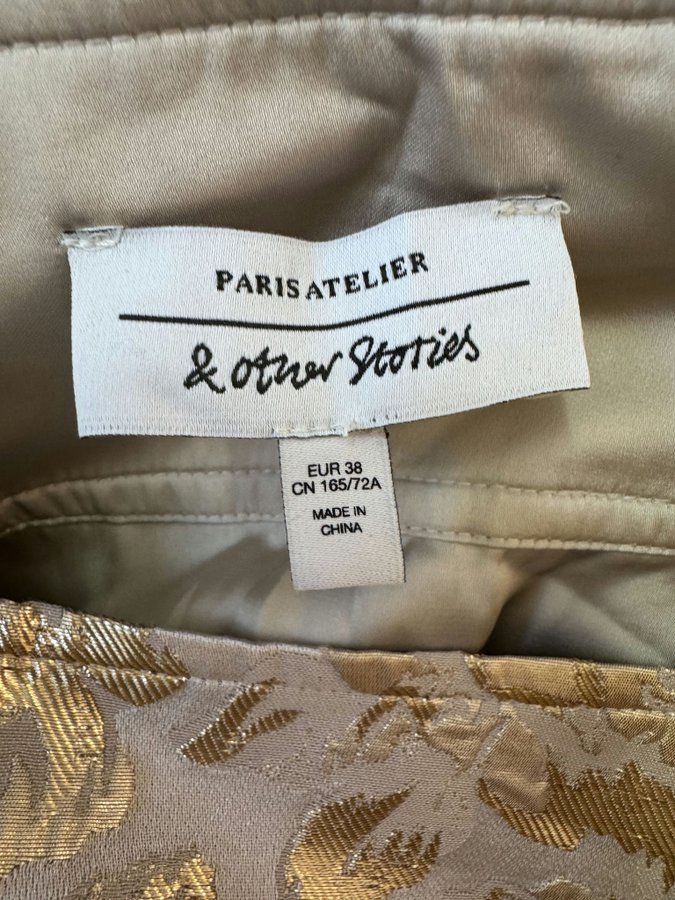 PARIS ATELIER
& other Stories
EUR 38
CN 165/72A
MADE IN
CHINA